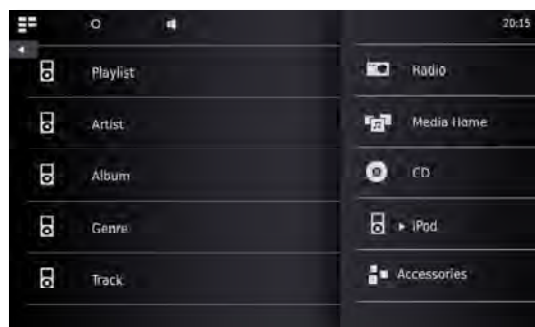 20:15
Playlist
Artist
Album
Genre
Track
Radio
Media Home
CD
iPod
Accessories